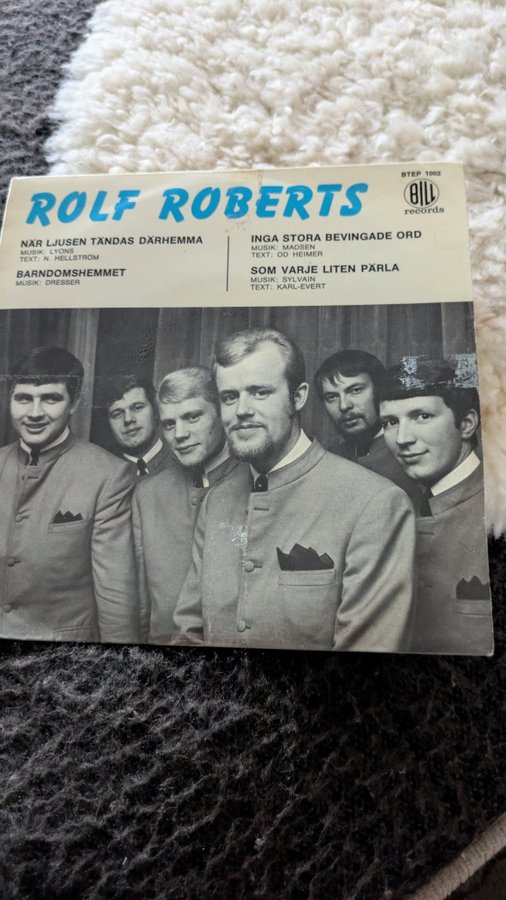 BTEP 1002
ROLF ROBERTS
BILL
records
NÄR LJUSEN TÄNDAS DÄRHEMMA
MUSIK: LYONS
TEXT: N. HELLSTRÖM
BARNDOMSHEMMET
MUSIK: DRESSER
INGA STORA BEVINGADE ORD
MUSIK: MADSEN
TEXT: OD HEIMER
SOM VARJE LITEN PÄRLA
MUSIK: SYLVAIN
TEXT: KARL-EVERT